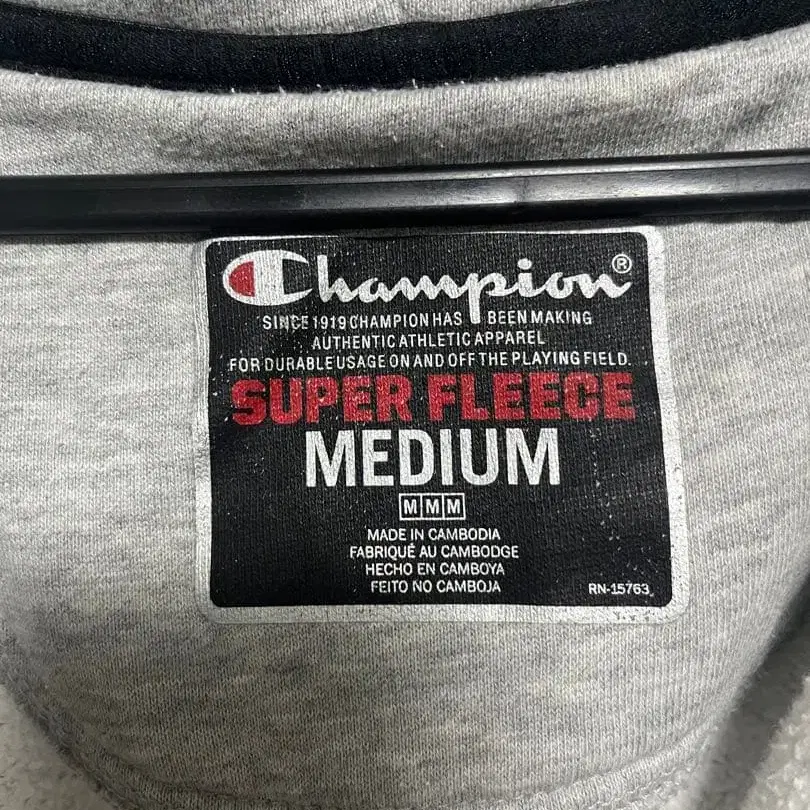 Champion®
SINCE 1919 CHAMPION HAS BEEN MAKING
AUTHENTIC ATHLETIC APPAREL
FOR DURABLE USAGE ON AND OFF THE PLAYING FIELD.
SUPER FLEECE
MEDIUM
M M M
MADE IN CAMBODIA
FABRIQUÉ AU CAMBODGE
HECHO EN CAMBOYA
FEITO NO CAMBOJA
RN-15763